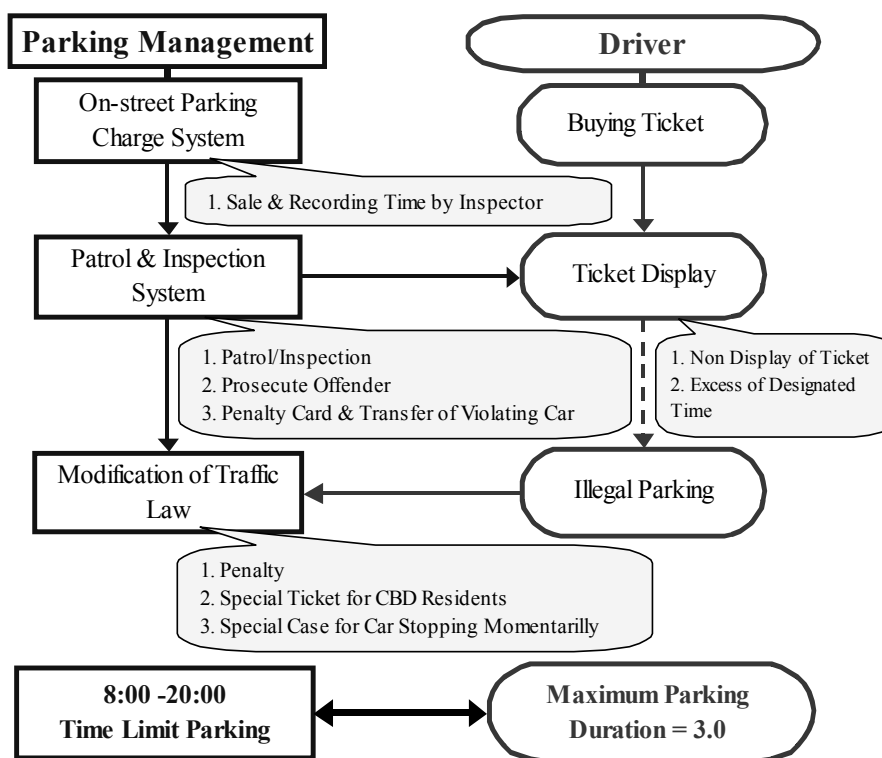 Parking Management
Driver
On-street Parking
Charge System
Buying Ticket
1. Sale & Recording Time by Inspector
Patrol & Inspection
System
Ticket Display
1. Patrol/Inspection
2. Prosecute Offender
3. Penalty Card & Transfer of Violating Car
1. Non Display of Ticket
2. Excess of Designated
Time
Modification of Traffic
Law
Illegal Parking
1. Penalty
2. Special Ticket for CBD Residents
3. Special Case for Car Stopping Momentarilly
8:00 -20:00
Time Limit Parking
Maximum Parking
Duration = 3.0